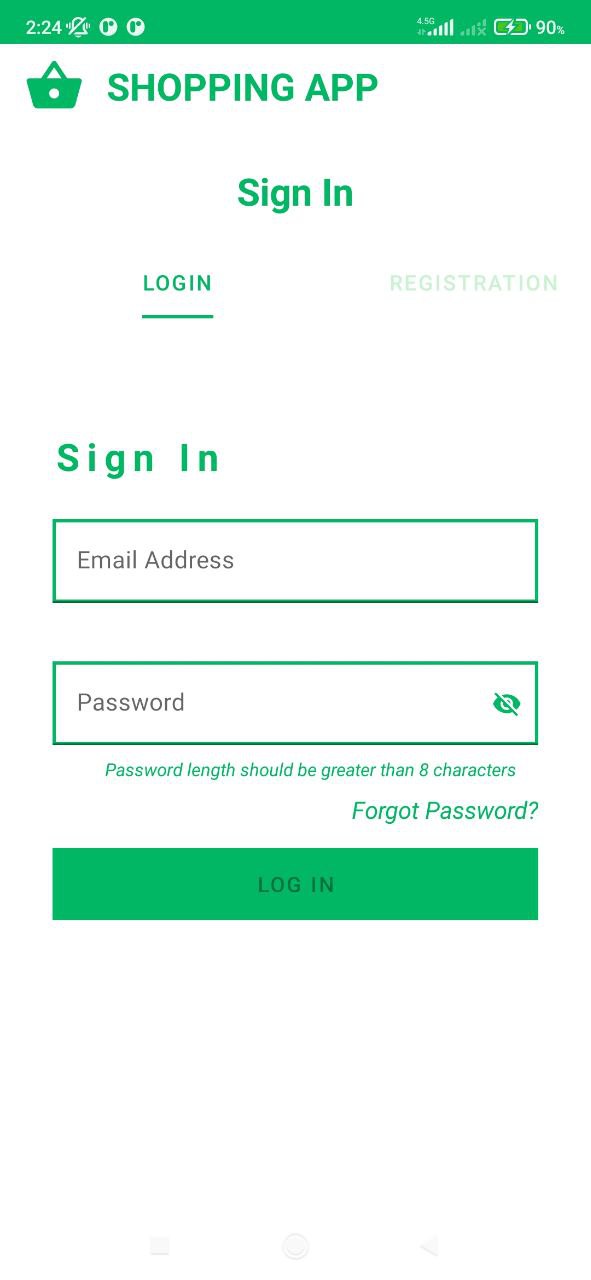 2:24 4.5G 90%
SHOPPING APP
Sign In
LOGIN REGISTRATION
Sign In
Email Address
Password
Password length should be greater than 8 characters
Forgot Password?
LOG IN